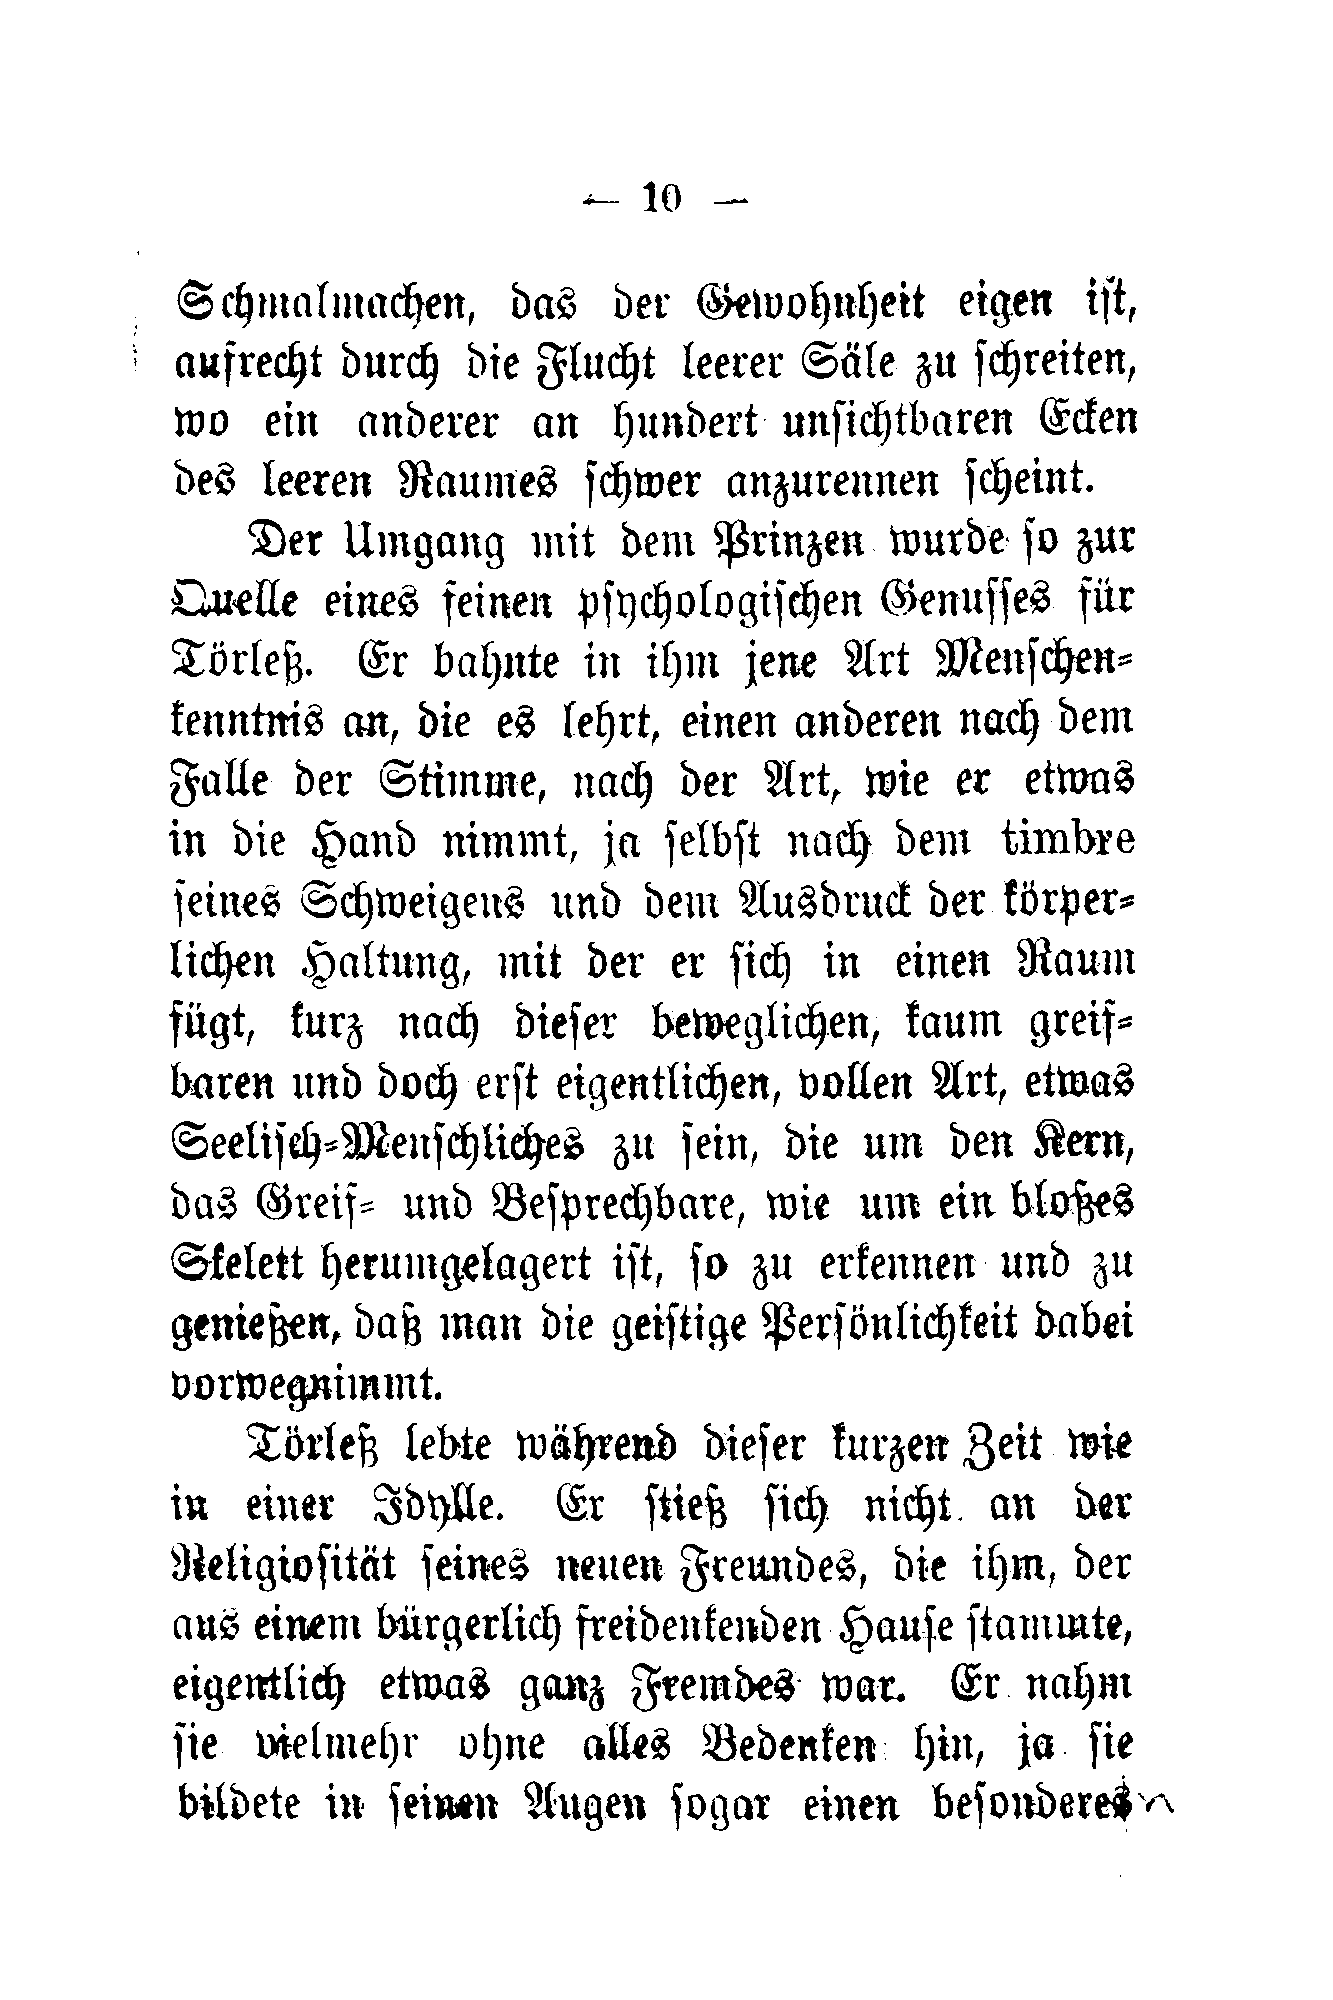 — 10 —
Schmalmachen, das der Gewohnheit eigen ist,
aufrecht durch die Flucht leerer Säle zu schreiten,
wo ein anderer an hundert unsichtbaren Ecken
des leeren Raumes schwer anzurennen scheint.
Der Umgang mit dem Prinzen wurde so zur
Quelle eines feinen psychologischen Genusses für
Törleß. Er bahnte in ihm jene Art Menschen-
kenntnis an, die es lehrt, einen anderen nach dem
Falle der Stimme, nach der Art, wie er etwas
in die Hand nimmt, ja selbst nach dem timbre
seines Schweigens und dem Ausdruck der körper-
lichen Haltung, mit der er sich in einen Raum
fügt, kurz nach dieser beweglichen, kaum greif-
baren und doch erst eigentlichen, vollen Art, etwas
Seelisch-Menschliches zu sein, die um den Kern,
das Greif- und Besprechbare, wie um ein bloßes
Skelett herumgelagert ist, so zu erkennen und zu
genießen, daß man die geistige Persönlichkeit dabei
vorwegnimmt.
Törleß lebte während dieser kurzen Zeit wie
in einer Idylle. Er stieß sich nicht an der
Religiosität seines neuen Freundes, die ihm, der
aus einem bürgerlich freidenkenden Hause stammte,
eigentlich etwas ganz Fremdes war. Er nahm
sie vielmehr ohne alles Bedenken hin, ja sie
bildete in seinen Augen sogar einen besonderes n